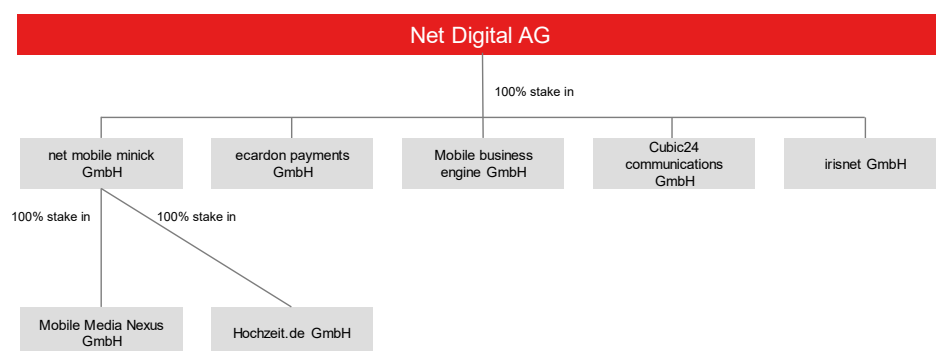 Net Digital AG
100% stake in
net mobile minick
GmbH
ecardon payments
GmbH
Mobile business
engine GmbH
Cubic24
communications
GmbH
irisnet GmbH
100% stake in
100% stake in
Mobile Media Nexus
GmbH
Hochzeit.de GmbH